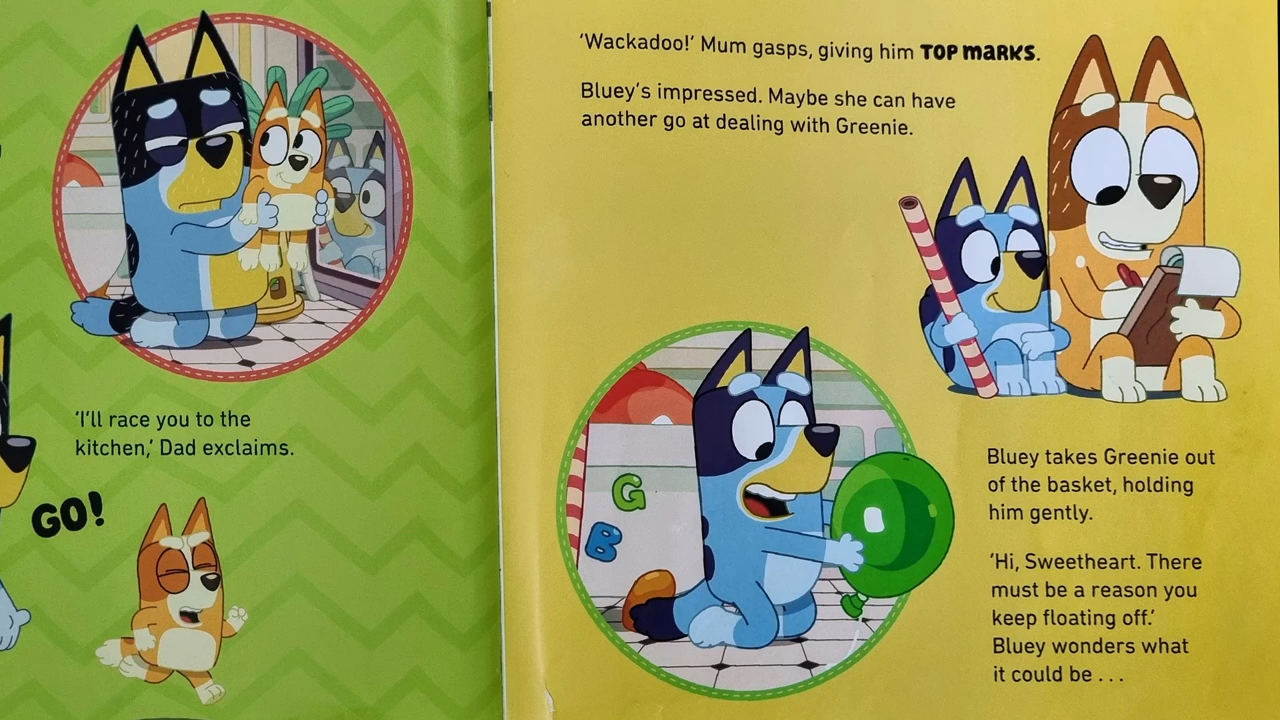 'I'll race you to the
kitchen,' Dad exclaims.
GO!
'Wackadoo!' Mum gasps, giving him TOP MARKS.
Bluey's impressed. Maybe she can have
another go at dealing with Greenie.
G
B
Bluey takes Greenie out
of the basket, holding
him gently.
'Hi, Sweetheart. There
must be a reason you
keep floating off.'
Bluey wonders what
it could be . . .